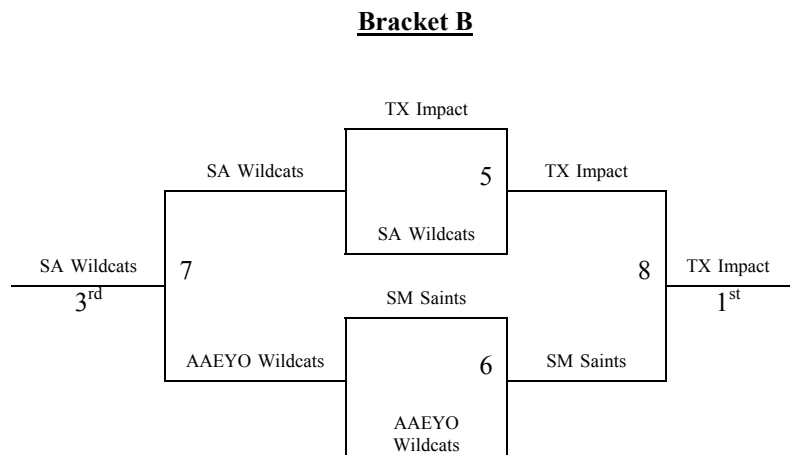 Bracket B
TX Impact
SA Wildcats
5
TX Impact
SA Wildcats
SA Wildcats
7
8
TX Impact
3rd
1st
SM Saints
AAEYO Wildcats
6
SM Saints
AAEYO
Wildcats